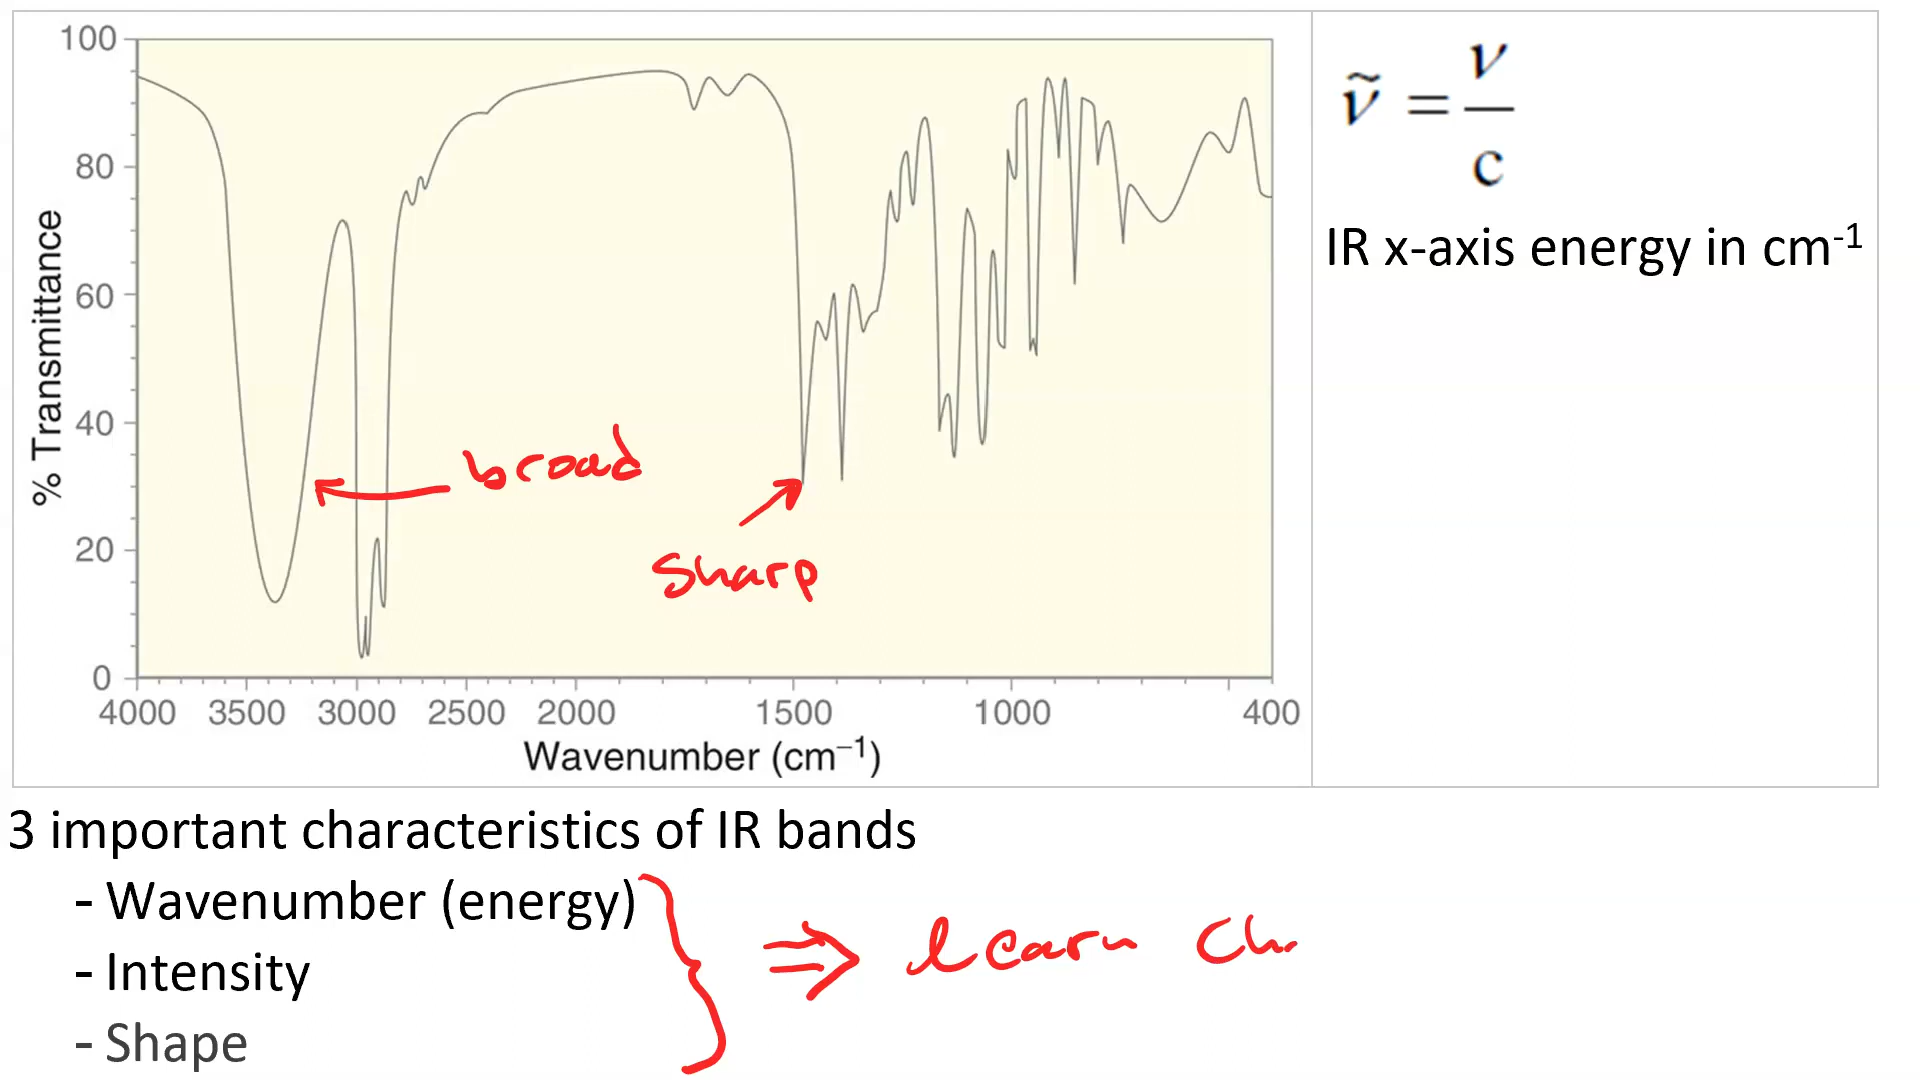 100
80
60
40
20
0
% Transmittance
broad
sharp
4000 3500 3000 2500 2000 1500 1000 400
Wavenumber (cm⁻¹)
ν̃ = ν/c
IR x-axis energy in cm⁻¹
3 important characteristics of IR bands
- Wavenumber (energy)
- Intensity
- Shape
⇒ learn Ch